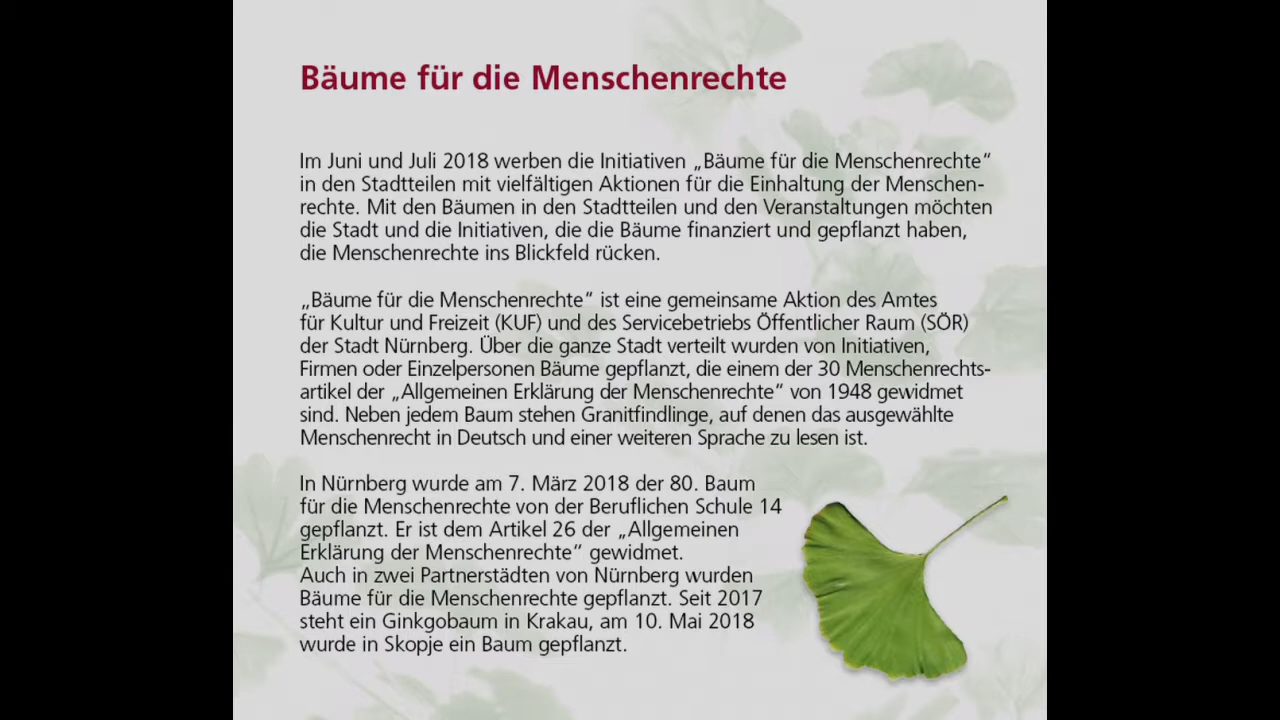 Bäume für die Menschenrechte
Im Juni und Juli 2018 werben die Initiativen „Bäume für die Menschenrechte“
in den Stadtteilen mit vielfältigen Aktionen für die Einhaltung der Menschen-
rechte. Mit den Bäumen in den Stadtteilen und den Veranstaltungen möchten
die Stadt und die Initiativen, die die Bäume finanziert und gepflanzt haben,
die Menschenrechte ins Blickfeld rücken.
„Bäume für die Menschenrechte“ ist eine gemeinsame Aktion des Amtes
für Kultur und Freizeit (KUF) und des Servicebetriebs Öffentlicher Raum (SÖR)
der Stadt Nürnberg. Über die ganze Stadt verteilt wurden von Initiativen,
Firmen oder Einzelpersonen Bäume gepflanzt, die einem der 30 Menschenrechts-
artikel der „Allgemeinen Erklärung der Menschenrechte“ von 1948 gewidmet
sind. Neben jedem Baum stehen Granitfindlinge, auf denen das ausgewählte
Menschenrecht in Deutsch und einer weiteren Sprache zu lesen ist.
In Nürnberg wurde am 7. März 2018 der 80. Baum
für die Menschenrechte von der Beruflichen Schule 14
gepflanzt. Er ist dem Artikel 26 der „Allgemeinen
Erklärung der Menschenrechte“ gewidmet.
Auch in zwei Partnerstädten von Nürnberg wurden
Bäume für die Menschenrechte gepflanzt. Seit 2017
steht ein Ginkgobaum in Krakau, am 10. Mai 2018
wurde in Skopje ein Baum gepflanzt.